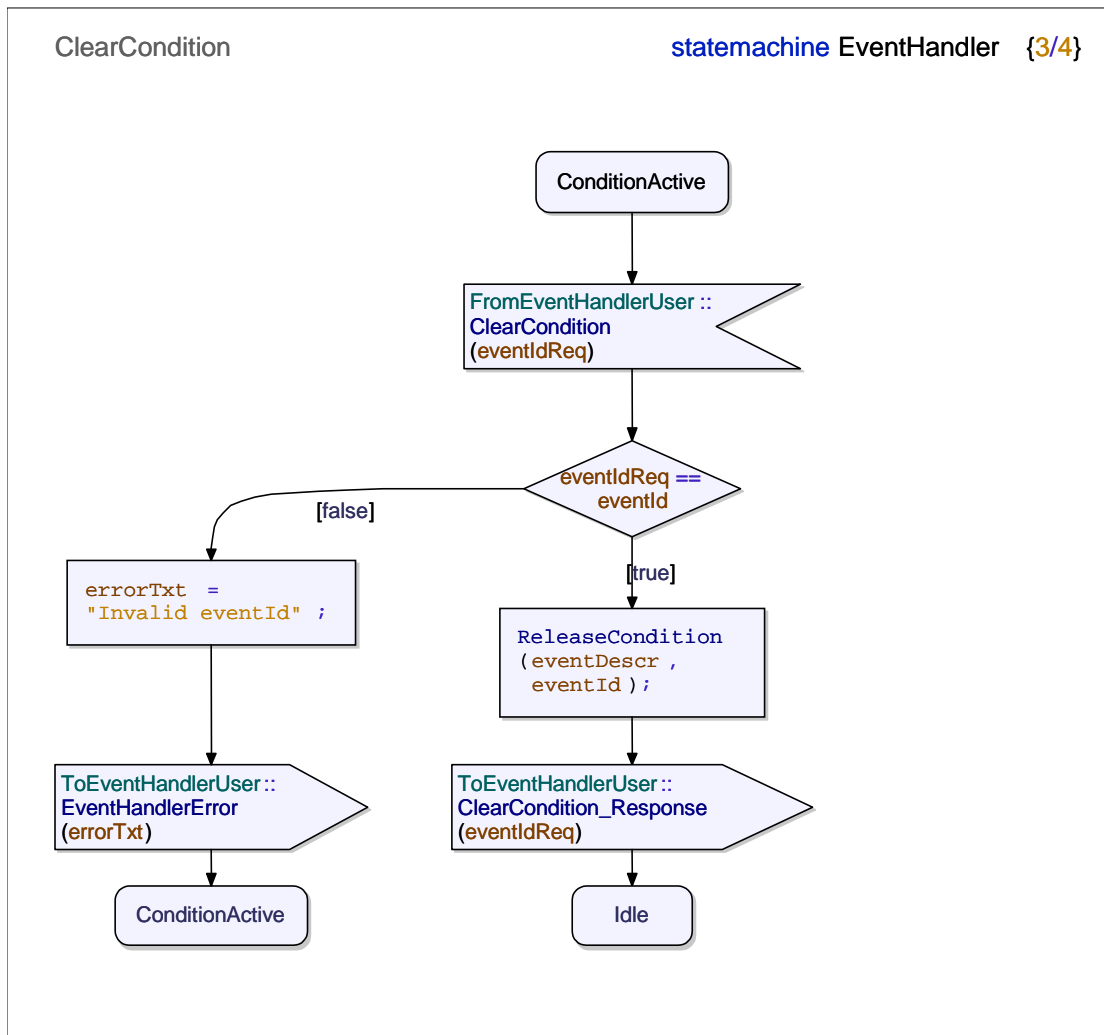 ClearCondition
statemachine EventHandler {3/4}
ConditionActive
FromEventHandlerUser ::
ClearCondition
(eventIdReq)
eventIdReq ==
eventId
[false]
[true]
errorTxt =
"Invalid eventId" ;
ReleaseCondition
(eventDescr ,
eventId );
ToEventHandlerUser ::
EventHandlerError
(errorTxt)
ToEventHandlerUser ::
ClearCondition_Response
(eventIdReq)
ConditionActive
Idle